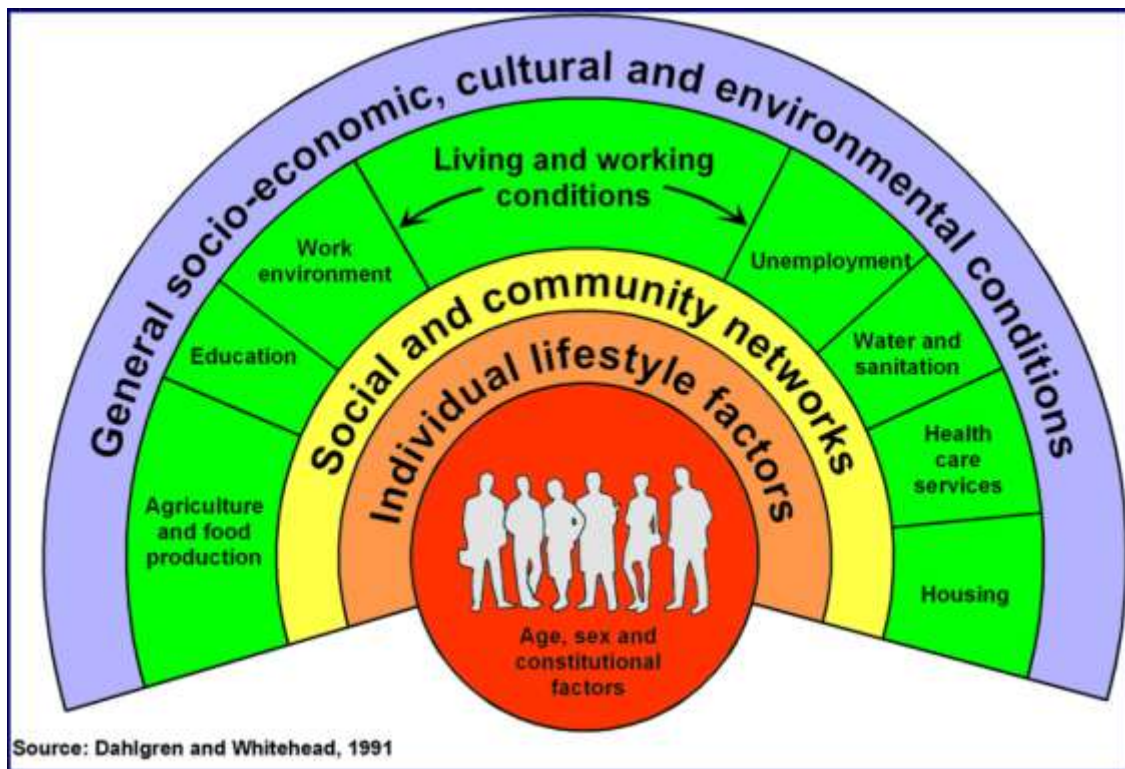 General socio-economic, cultural and environmental conditions
Living and working
conditions
Work
environment
Unemployment
Education
Water and
sanitation
Agriculture
and food
production
Health
care
services
Housing
Social and community networks
Individual lifestyle factors
Age, sex and
constitutional
factors
Source: Dahlgren and Whitehead, 1991